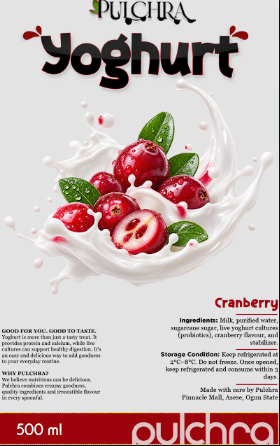 PULCHRA
Yoghurt
Cranberry
Ingredients: Milk, purified water,
sugarcane sugar, live yoghurt cultures
(probiotics), cranberry flavour, and
stabilizer.
Storage Condition: Keep refrigerated at
2°C–8°C. Do not freeze. Once opened,
keep refrigerated and consume within 3
days.
Made with care by Pulchra
Pinnacle Mall, Asese, Ogun State
GOOD FOR YOU. GOOD TO TASTE.
Yoghurt is more than just a tasty treat. It
provides protein and calcium, while live
cultures can support healthy digestion. It's
an easy and delicious way to add goodness
to your everyday routine.
WHY PULCHRA?
We believe nutritious can be delicious.
Pulchra combines creamy goodness,
quality ingredients and irresistible flavour
in every spoonful.
500 ml
pulchra